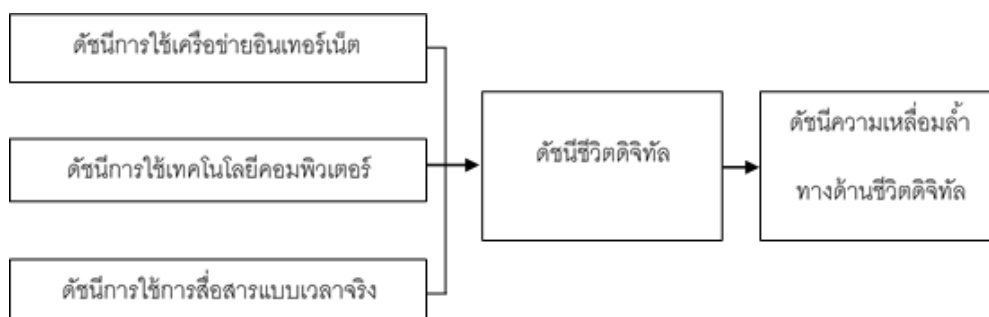 ดัชนีการใช้เครือข่ายอินเทอร์เน็ต
ดัชนีการใช้เทคโนโลยีคอมพิวเตอร์
ดัชนีการใช้การสื่อสารแบบเวลาจริง
ดัชนีชีวิตดิจิทัล
ดัชนีความเหลื่อมล้ำ
ทางด้านชีวิตดิจิทัล